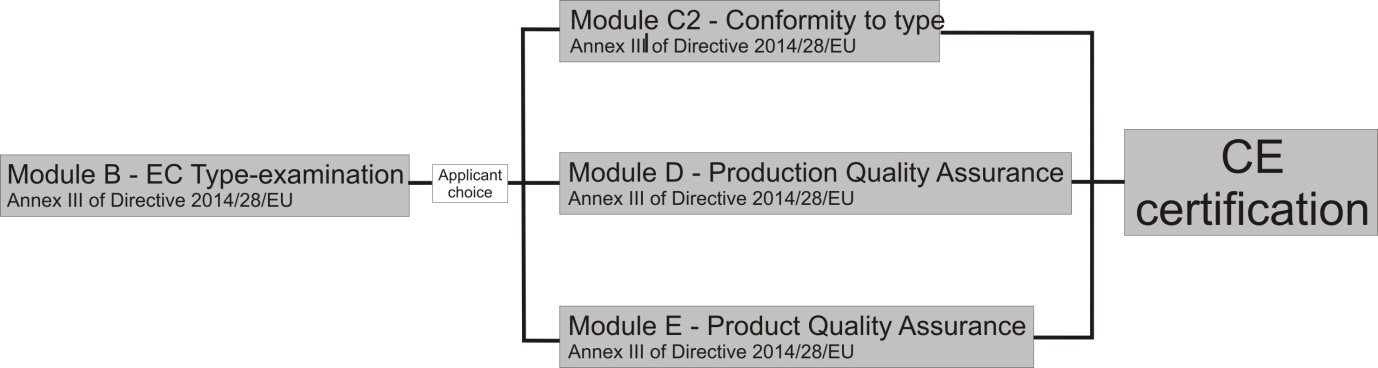 Module C2 - Conformity to type
Annex III of Directive 2014/28/EU
Module B - EC Type-examination
Annex III of Directive 2014/28/EU
Applicant
choice
Module D - Production Quality Assurance
Annex III of Directive 2014/28/EU
Module E - Product Quality Assurance
Annex III of Directive 2014/28/EU
CE
certification